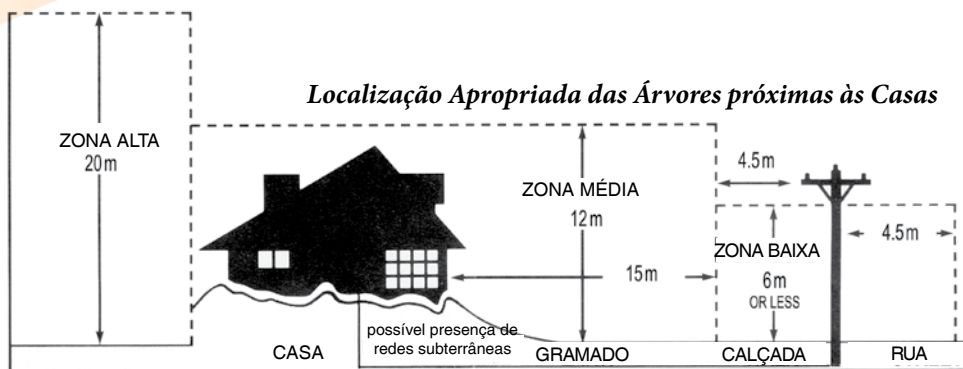 Localização Apropriada das Árvores próximas às Casas
ZONA ALTA
20m
ZONA MÉDIA
12m
4.5m
ZONA BAIXA
6m
OR LESS
4.5m
15m
possível presença de
redes subterrâneas
CASA
GRAMADO
CALÇADA
RUA